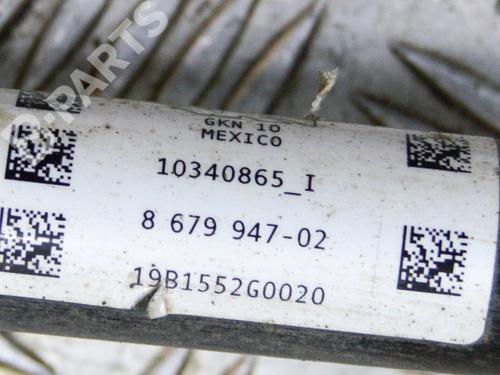 B-PARTS
GKN 10
MEXICO
10340865_I
8 679 947-02
19B1552G0020